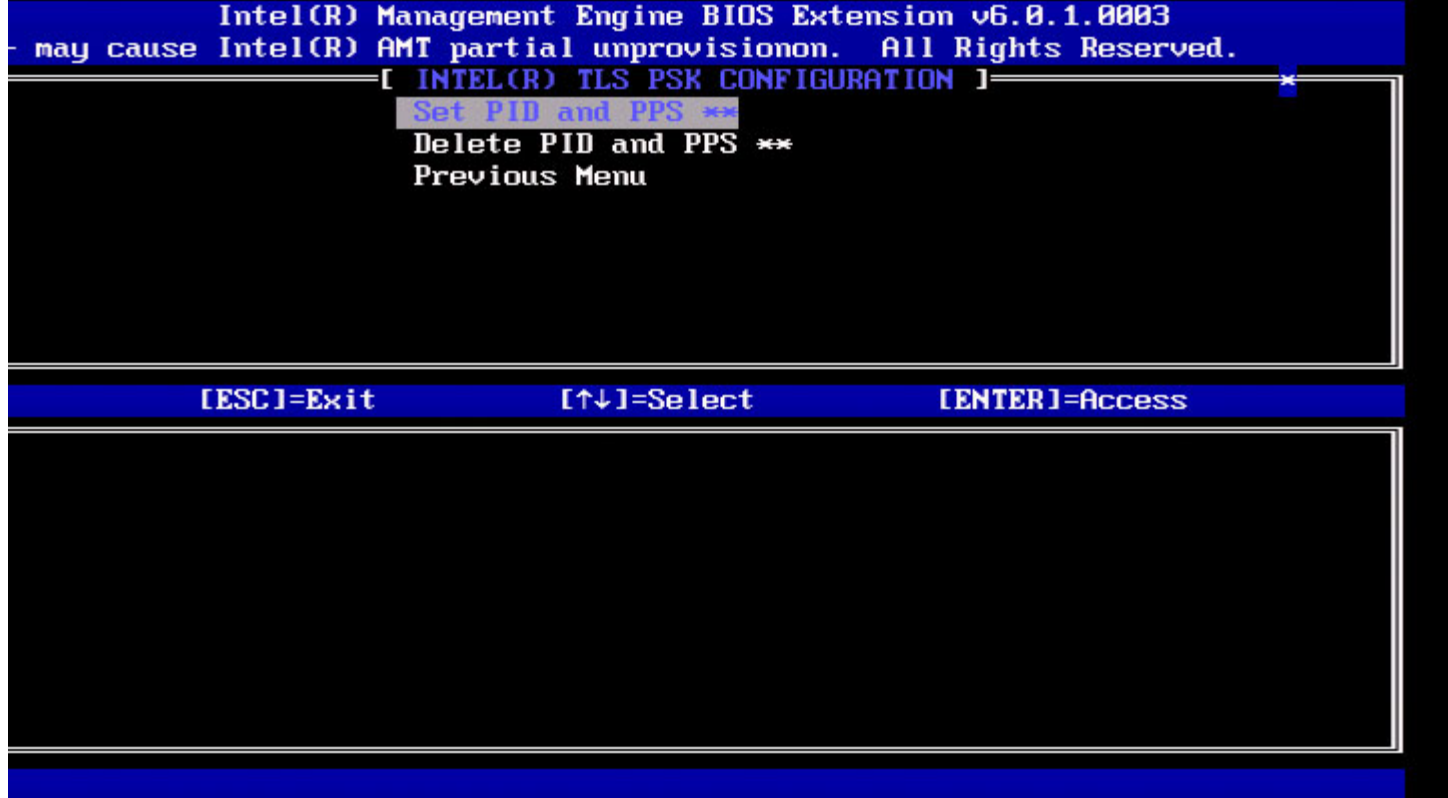 Intel(R) Management Engine BIOS Extension v6.0.1.0003
- may cause Intel(R) AMT partial unprovisionon. All Rights Reserved.
[ INTEL(R) TLS PSK CONFIGURATION ]
*
Set PID and PPS **
Delete PID and PPS **
Previous Menu
[ESC]=Exit [↑↓]=Select [ENTER]=Access